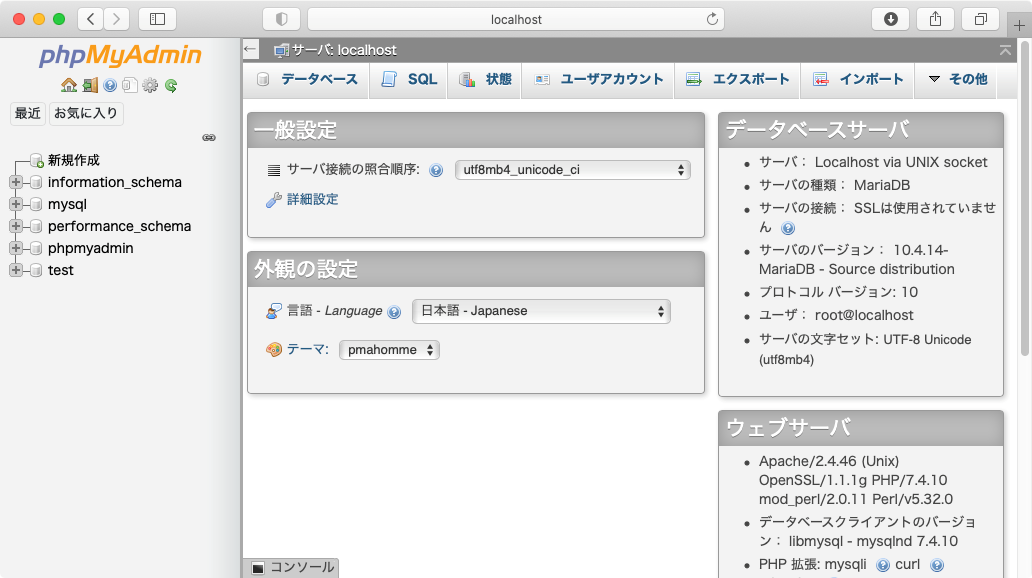 localhost
phpMyAdmin
最近 お気に入り
新規作成
information_schema
mysql
performance_schema
phpmyadmin
test
サーバ: localhost
データベース SQL 状態 ユーザアカウント エクスポート インポート その他
一般設定
サーバ接続の照合順序: utf8mb4_unicode_ci
詳細設定
外観の設定
言語 - Language 日本語 - Japanese
テーマ: pmahomme
データベースサーバ
サーバ： Localhost via UNIX socket
サーバの種類： MariaDB
サーバの接続： SSLは使用されていませ
ん
サーバのバージョン： 10.4.14-
MariaDB - Source distribution
プロトコル バージョン: 10
ユーザ： root@localhost
サーバの文字セット: UTF-8 Unicode
(utf8mb4)
ウェブサーバ
Apache/2.4.46 (Unix)
OpenSSL/1.1.1g PHP/7.4.10
mod_perl/2.0.11 Perl/v5.32.0
データベースクライアントのバージョ
ン： libmysql - mysqlnd 7.4.10
PHP 拡張: mysqli curl
コンソール